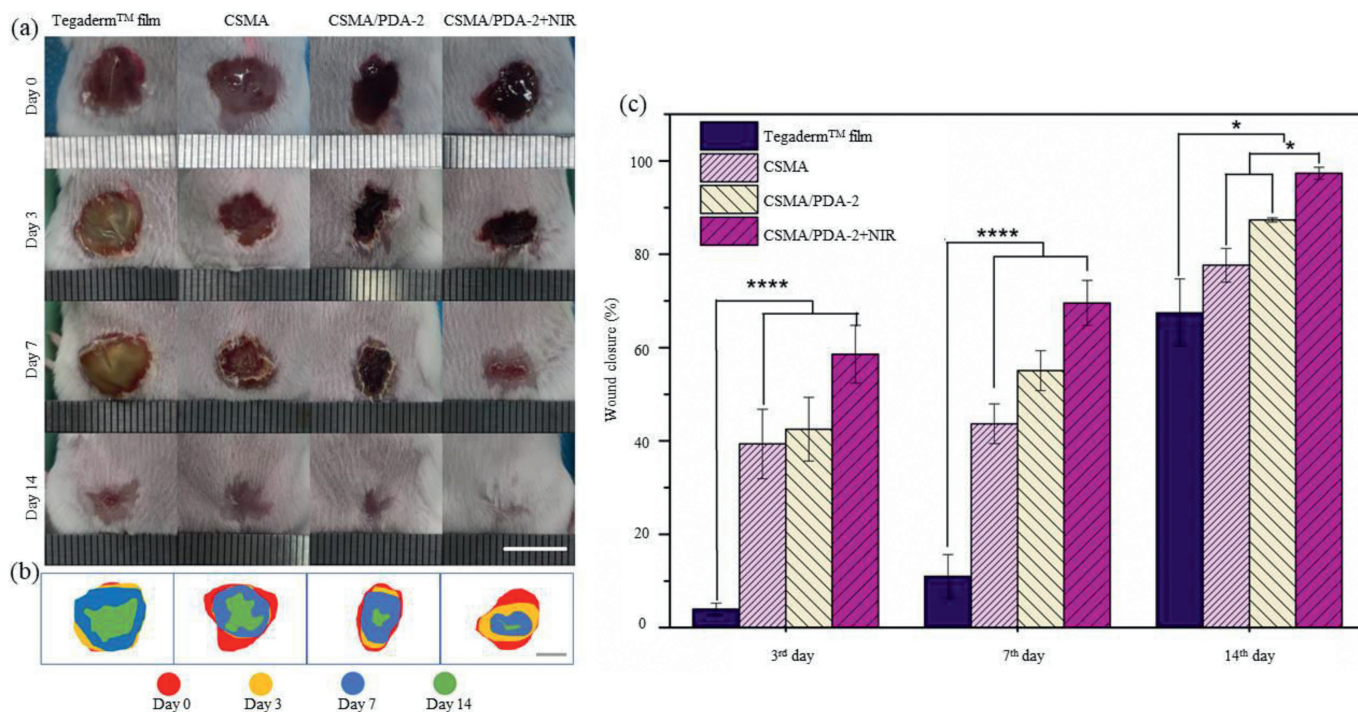 (a)
Tegaderm™ film
CSMA
CSMA/PDA-2
CSMA/PDA-2+NIR
Day 0
Day 3
Day 7
Day 14
(b)
Day 0
Day 3
Day 7
Day 14
(c)
Tegaderm™ film
CSMA
CSMA/PDA-2
CSMA/PDA-2+NIR
Wound closure (%)
100
80
60
40
20
0
****
****
*
*
3rd day
7th day
14th day